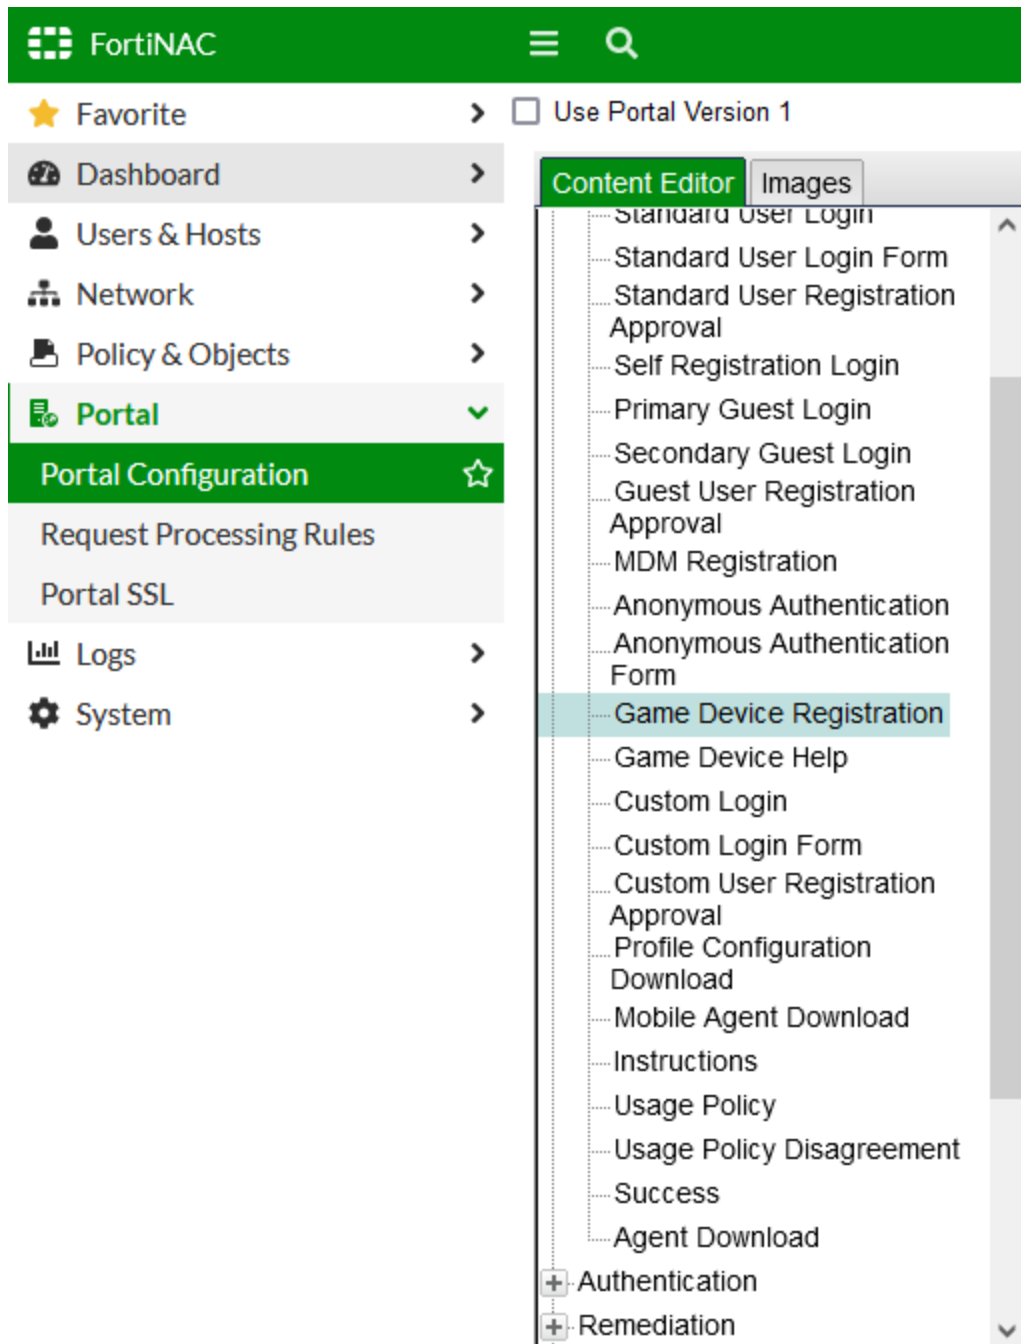 FortiNAC
Favorite
Dashboard
Users & Hosts
Network
Policy & Objects
Portal
Portal Configuration
Request Processing Rules
Portal SSL
Logs
System
Use Portal Version 1
Content Editor
Images
Standard User Login
Standard User Login Form
Standard User Registration
Approval
Self Registration Login
Primary Guest Login
Secondary Guest Login
Guest User Registration
Approval
MDM Registration
Anonymous Authentication
Anonymous Authentication
Form
Game Device Registration
Game Device Help
Custom Login
Custom Login Form
Custom User Registration
Approval
Profile Configuration
Download
Mobile Agent Download
Instructions
Usage Policy
Usage Policy Disagreement
Success
Agent Download
Authentication
Remediation